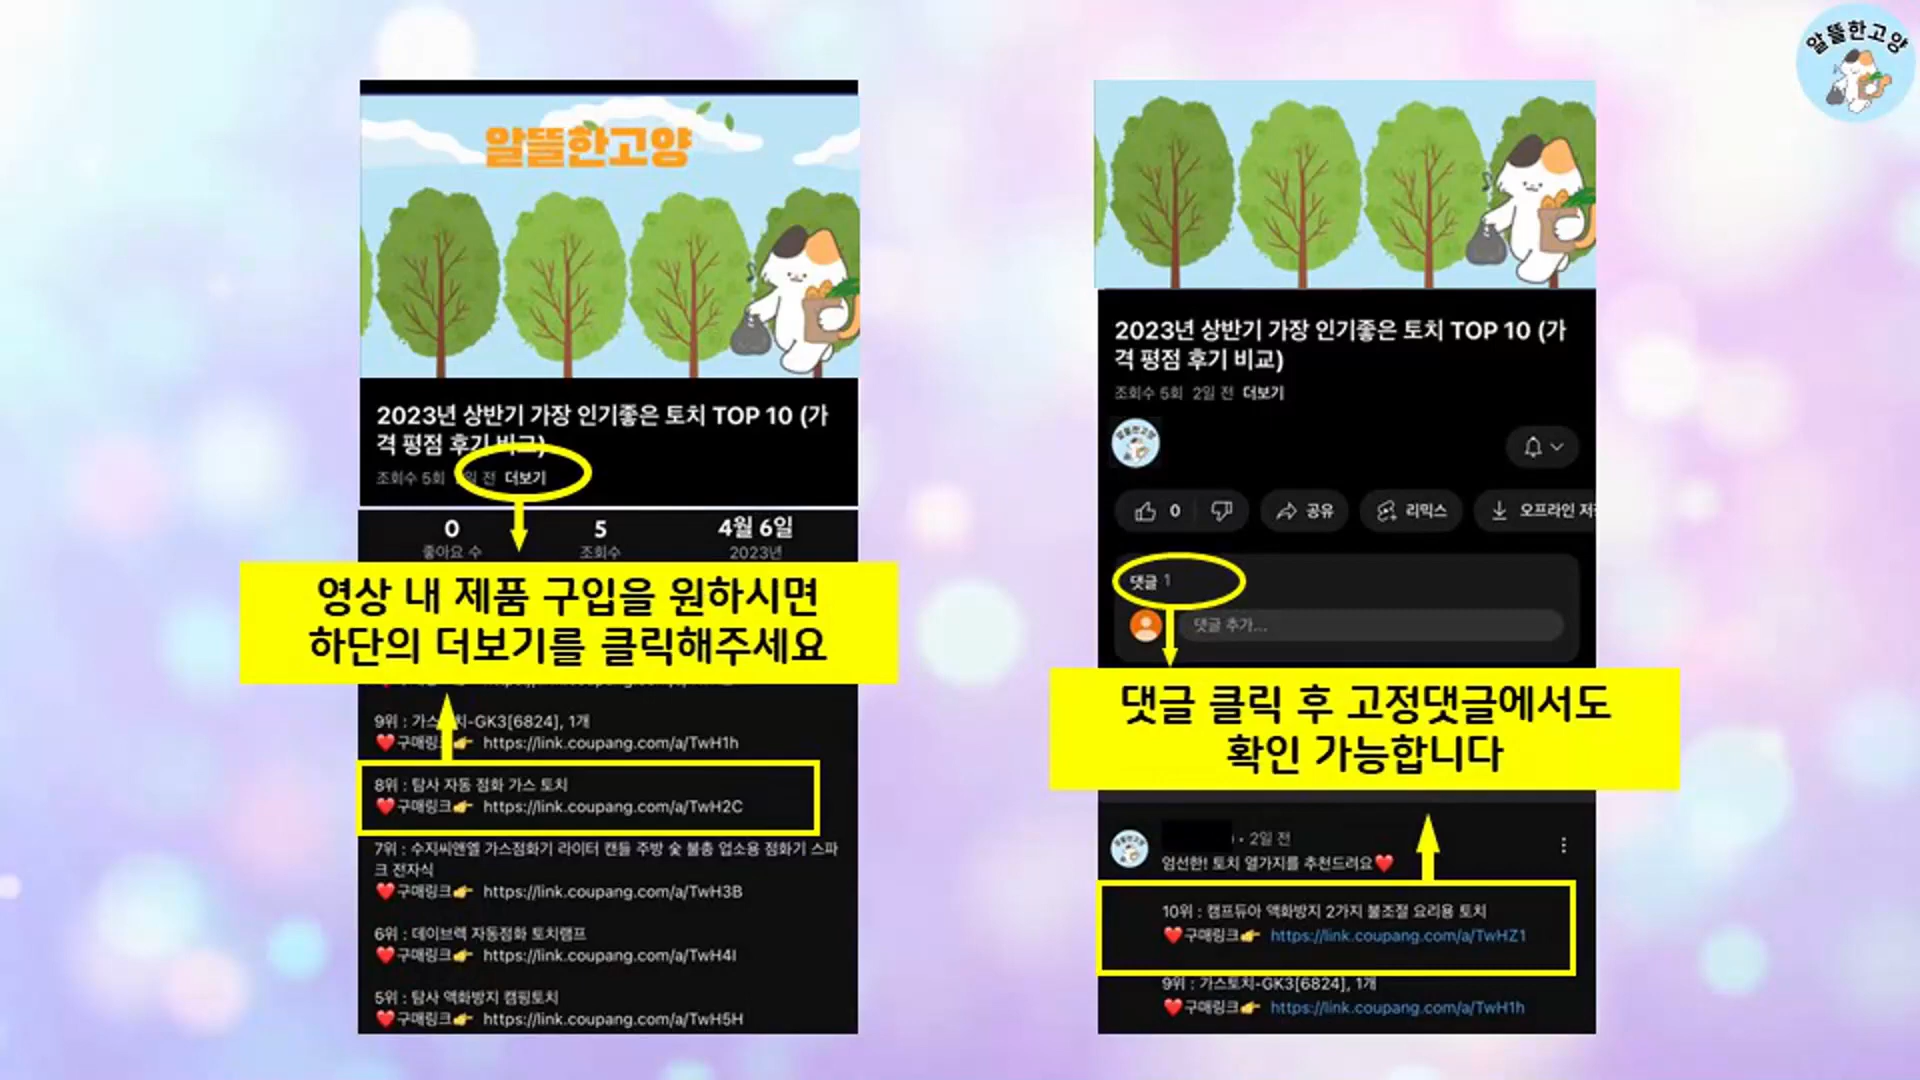 알뜰한고양
알뜰한고양
2023년 상반기 가장 인기좋은 토치 TOP 10 (가
격 평점 후기 비교)
조회수 5회 2일 전 더보기
0 5 4월 6일
좋아요 수 조회수 2023년
영상 내 제품 구입을 원하시면
하단의 더보기를 클릭해주세요
9위 : 가스토치-GK3[6824], 1개
❤️구매링크👉 https://link.coupang.com/a/TwH1h
8위 : 탐사 자동 점화 가스 토치
❤️구매링크👉 https://link.coupang.com/a/TwH2C
7위 : 수지씨앤엘 가스점화기 라이터 캔들 주방 숯 불총 업소용 점화기 스파
크 전자식
❤️구매링크👉 https://link.coupang.com/a/TwH3B
6위 : 데이브렉 자동점화 토치램프
❤️구매링크👉 https://link.coupang.com/a/TwH4I
5위 : 탐사 액화방지 캠핑토치
❤️구매링크👉 https://link.coupang.com/a/TwH5H
2023년 상반기 가장 인기좋은 토치 TOP 10 (가
격 평점 후기 비교)
조회수 5회 2일 전 더보기
알뜰한고양
0 공유 리믹스 오프라인 저
댓글 1
댓글 추가...
댓글 클릭 후 고정댓글에서도
확인 가능합니다
알뜰한고양
· 2일 전
엄선한! 토치 열가지를 추천드려요❤️
10위 : 캠프듀아 액화방지 2가지 불조절 요리용 토치
❤️구매링크👉 https://link.coupang.com/a/TwHZ1
9위 : 가스토치-GK3[6824], 1개
❤️구매링크👉 https://link.coupang.com/a/TwH1h